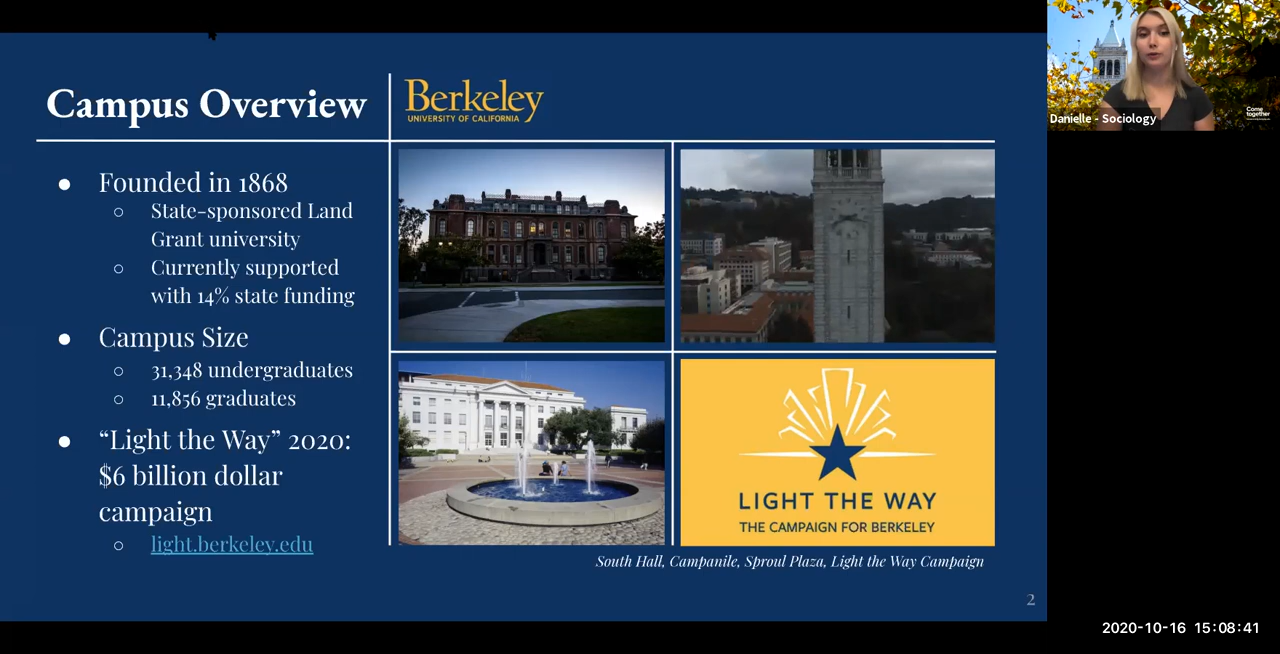 Campus Overview
Berkeley
UNIVERSITY OF CALIFORNIA
● Founded in 1868
○ State-sponsored Land
Grant university
○ Currently supported
with 14% state funding
● Campus Size
○ 31,348 undergraduates
○ 11,856 graduates
● “Light the Way” 2020:
$6 billion dollar
campaign
○ light.berkeley.edu
LIGHT THE WAY
THE CAMPAIGN FOR BERKELEY
South Hall, Campanile, Sproul Plaza, Light the Way Campaign
2
Come
together
Danielle - Sociology
2020-10-16 15:08:41